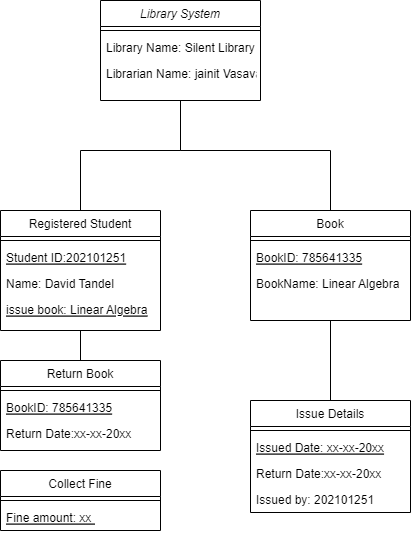 Library System
Library Name: Silent Library
Librarian Name: jainit Vasav
Registered Student
Student ID:202101251
Name: David Tandel
issue book: Linear Algebra
Book
BookID: 785641335
BookName: Linear Algebra
Return Book
BookID: 785641335
Return Date:xx-xx-20xx
Issue Details
Issued Date: xx-xx-20xx
Return Date:xx-xx-20xx
Issued by: 202101251
Collect Fine
Fine amount: xx